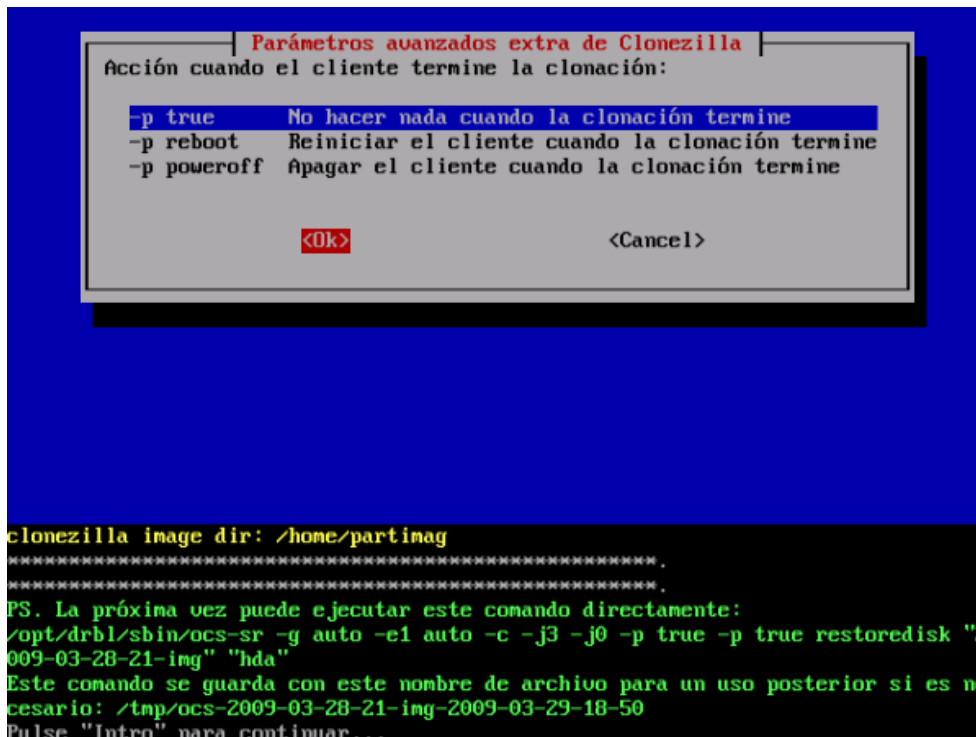 Parámetros avanzados extra de Clonezilla
Acción cuando el cliente termine la clonación:
-p true No hacer nada cuando la clonación termine
-p reboot Reiniciar el cliente cuando la clonación termine
-p poweroff Apagar el cliente cuando la clonación termine
<Ok> <Cancel>
clonezilla image dir: /home/partimag
*****************************************************.
*****************************************************.
PS. La próxima vez puede ejecutar este comando directamente:
/opt/drbl/sbin/ocs-sr -g auto -e1 auto -c -j3 -j0 -p true -p true restoredisk "
009-03-28-21-img" "hda"
Este comando se guarda con este nombre de archivo para un uso posterior si es n
cesario: /tmp/ocs-2009-03-28-21-img-2009-03-29-18-50
Pulse "Intro" para continuar...